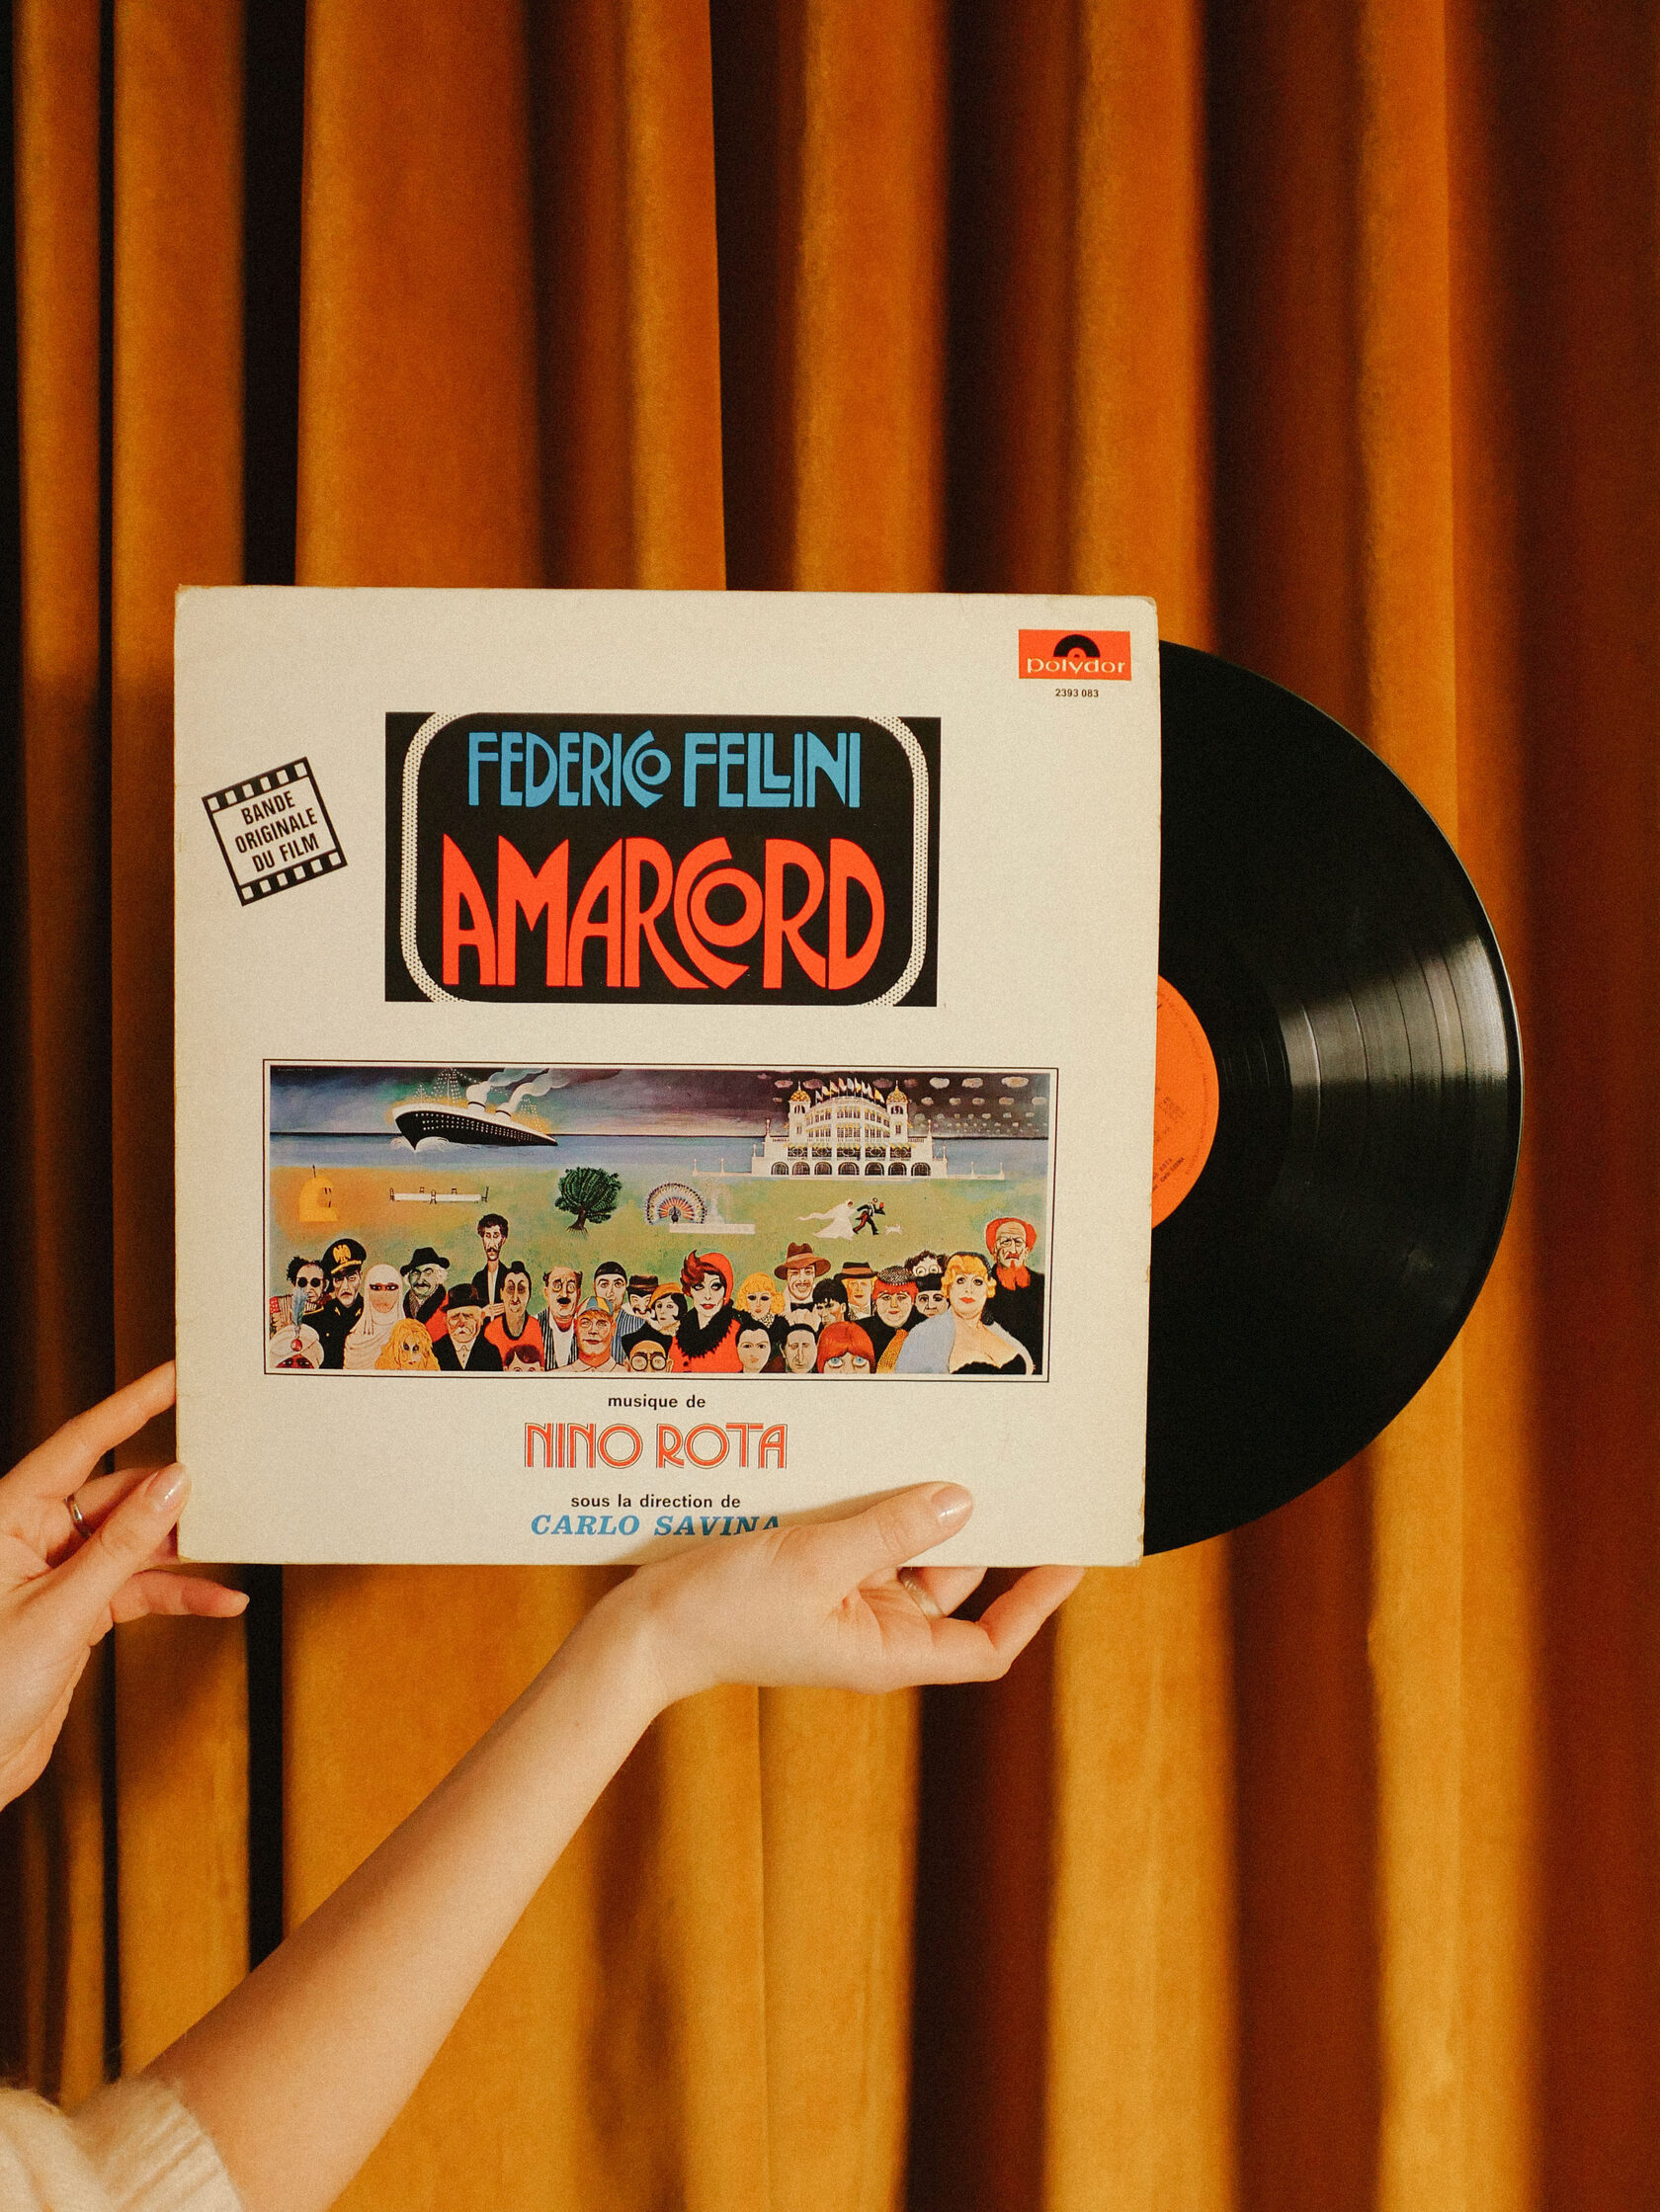 polydor
2393 083
FEDERICO FELLINI
AMARCORD
BANDE
ORIGINALE
DU FILM
musique de
NINO ROTA
sous la direction de
CARLO SAVINA